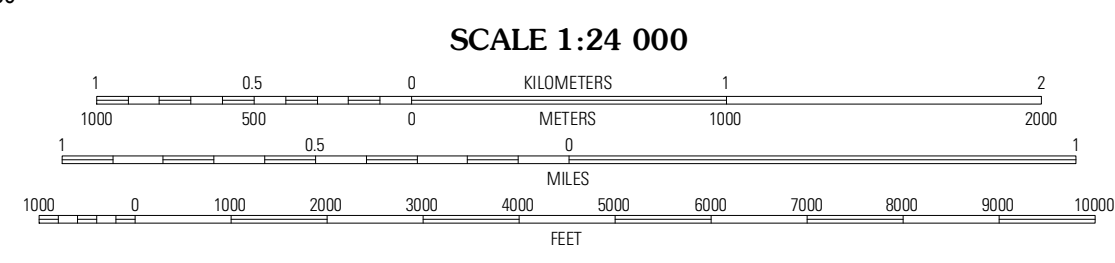 SCALE 1:24 000
1 0.5 0 KILOMETERS 1 2
1000 500 0 METERS 1000 2000
1 0.5 0 1
MILES
1000 0 1000 2000 3000 4000 5000 6000 7000 8000 9000 10000
FEET